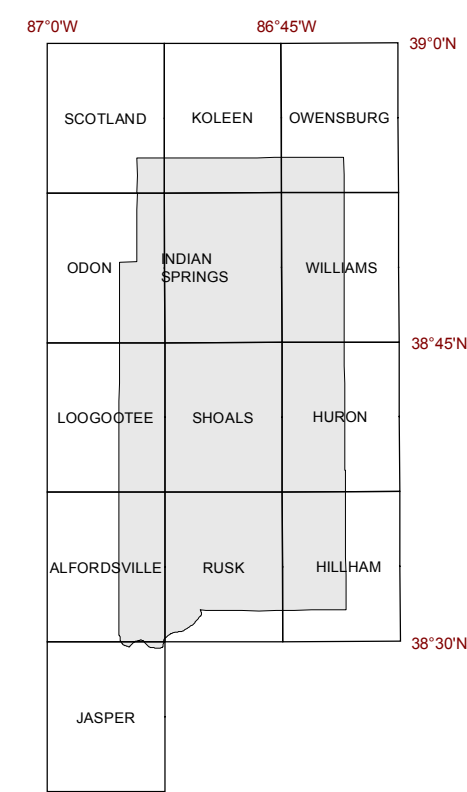 87°0'W
86°45'W
39°0'N
SCOTLAND
KOLEEN
OWENSBURG
ODON
INDIAN
SPRINGS
WILLIAMS
38°45'N
LOOGOOTEE
SHOALS
HURON
ALFORDSVILLE
RUSK
HILLHAM
38°30'N
JASPER